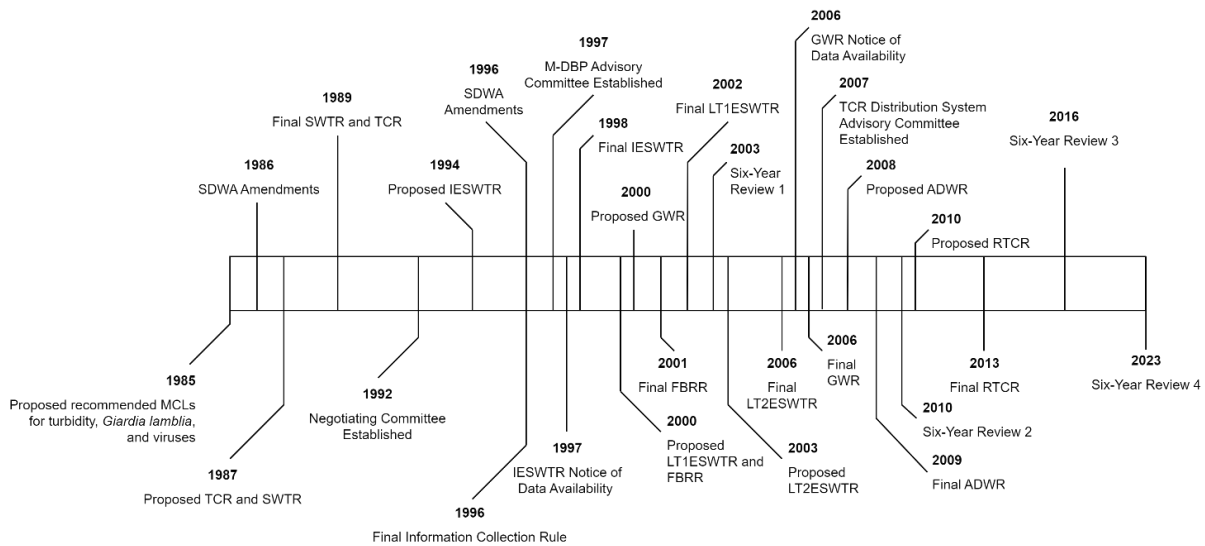 2006
GWR Notice of
Data Availability
1997
M-DBP Advisory
Committee Established
1996
SDWA
Amendments
2002
Final LT1ESWTR
2007
TCR Distribution System
Advisory Committee
Established
1989
Final SWTR and TCR
2016
Six-Year Review 3
1998
Final IESWTR
2003
Six-Year
Review 1
1986
SDWA Amendments
1994
Proposed IESWTR
2008
Proposed ADWR
2000
Proposed GWR
2010
Proposed RTCR
1985
Proposed recommended MCLs
for turbidity, Giardia lamblia,
and viruses
1992
Negotiating Committee
Established
2001
Final FBRR
2006
Final
LT2ESWTR
2006
Final
GWR
2013
Final RTCR
2023
Six-Year Review 4
2010
Six-Year Review 2
1987
Proposed TCR and SWTR
1997
IESWTR Notice of
Data Availability
2000
Proposed
LT1ESWTR and
FBRR
2003
Proposed
LT2ESWTR
2009
Final ADWR
1996
Final Information Collection Rule